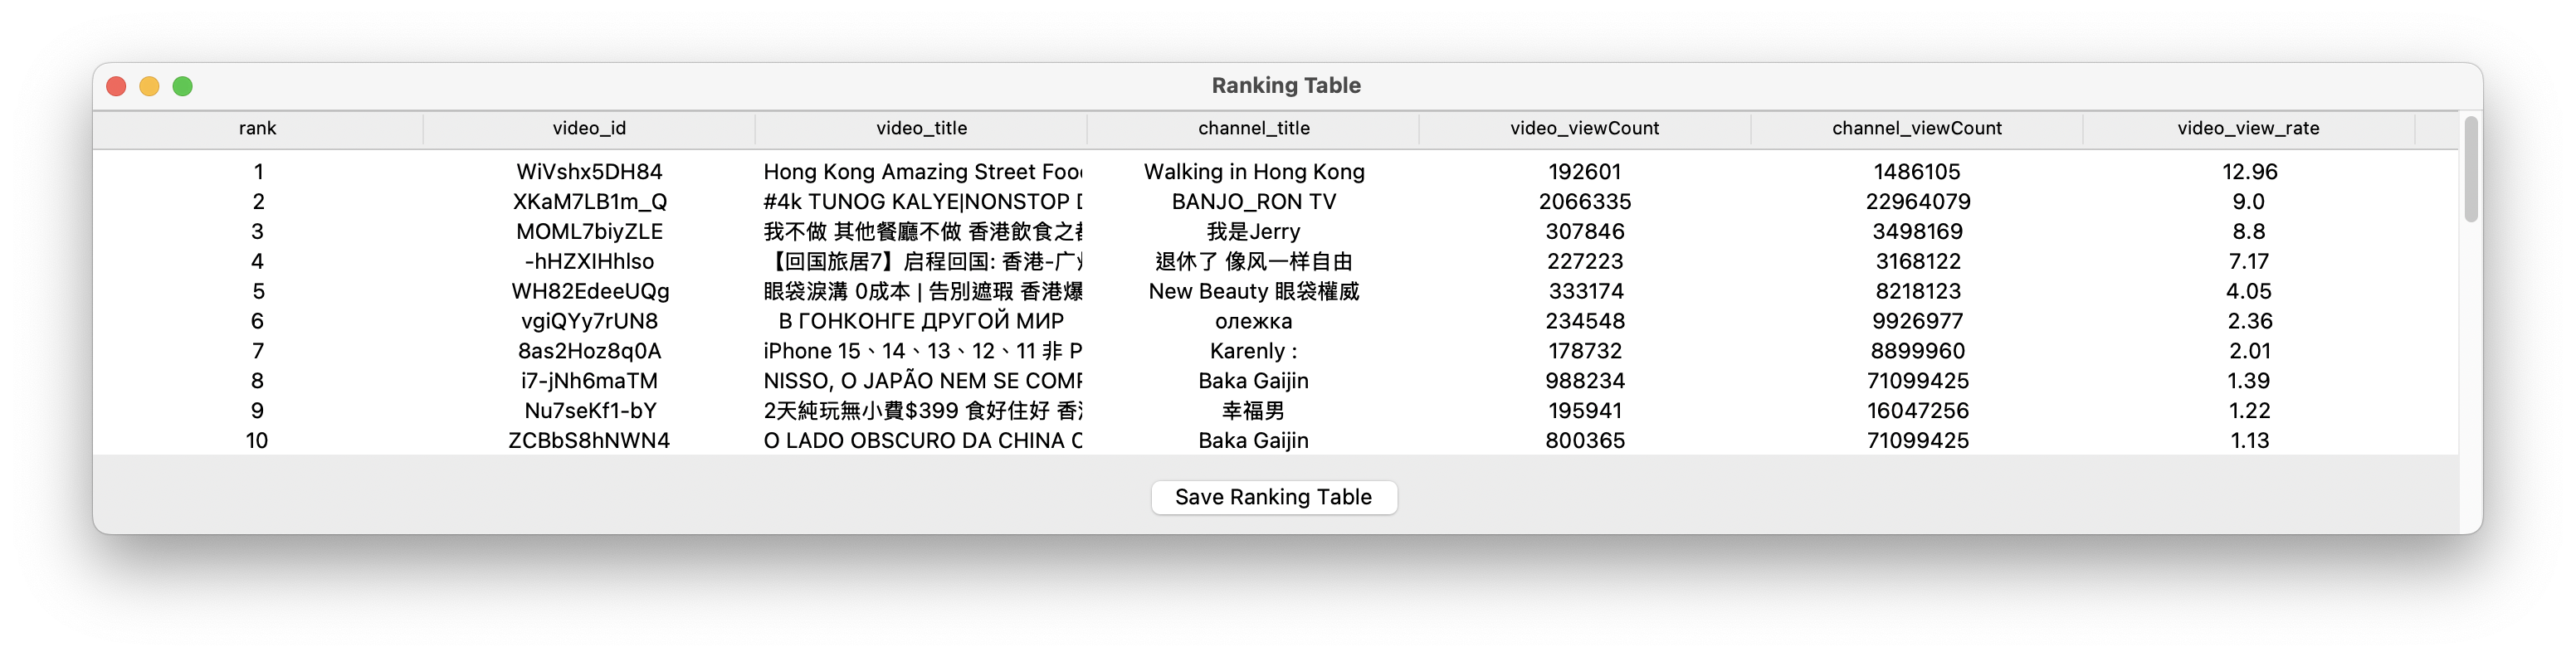 Ranking Table
rank video_id video_title channel_title video_viewCount channel_viewCount video_view_rate
1 WiVshx5DH84 Hong Kong Amazing Street Walking in Hong Kong 192601 1486105 12.96
2 XKaM7LB1m_Q #4k TUNOG KALYE|NONSTOP Walking BANJO_RON TV 2066335 22964079 9.0
3 MOML7biyZLE 我不做 其他餐廳不做 香港飲食之 我是Jerry 307846 3498169 8.8
4 【回国旅居7】启程回国: 香港-广 退休了 像风一样自由 227223 3168122 7.17
5 WH82EdeeUQg 眼袋淚溝 0成本 | 告別遮瑕 香港爆 New Beauty 眼袋權威 333174 8218123 4.05
6 vgiQYy7rUN8 В ГОНКОНГЕ ДРУГОЙ МИР олежка 234548 9926977 2.36
7 8as2Hoz8q0A iPhone 15、14、13、12、11 非 P Karenly : 178732 8899960 2.01
8 i7-jNh6maTM NISSO, O JAPÃO NEM SE Baka Gaijin 988234 71099425 1.39
9 Nu7seKf1-bY 2天純玩無小費$399 食好住好 香 幸福男 195941 16047256 1.22
10 ZCBbS8hNWN4 O LADO OBSCURO DA CHINA Baka Gaijin 800365 71099425 1.13
Save Ranking Table